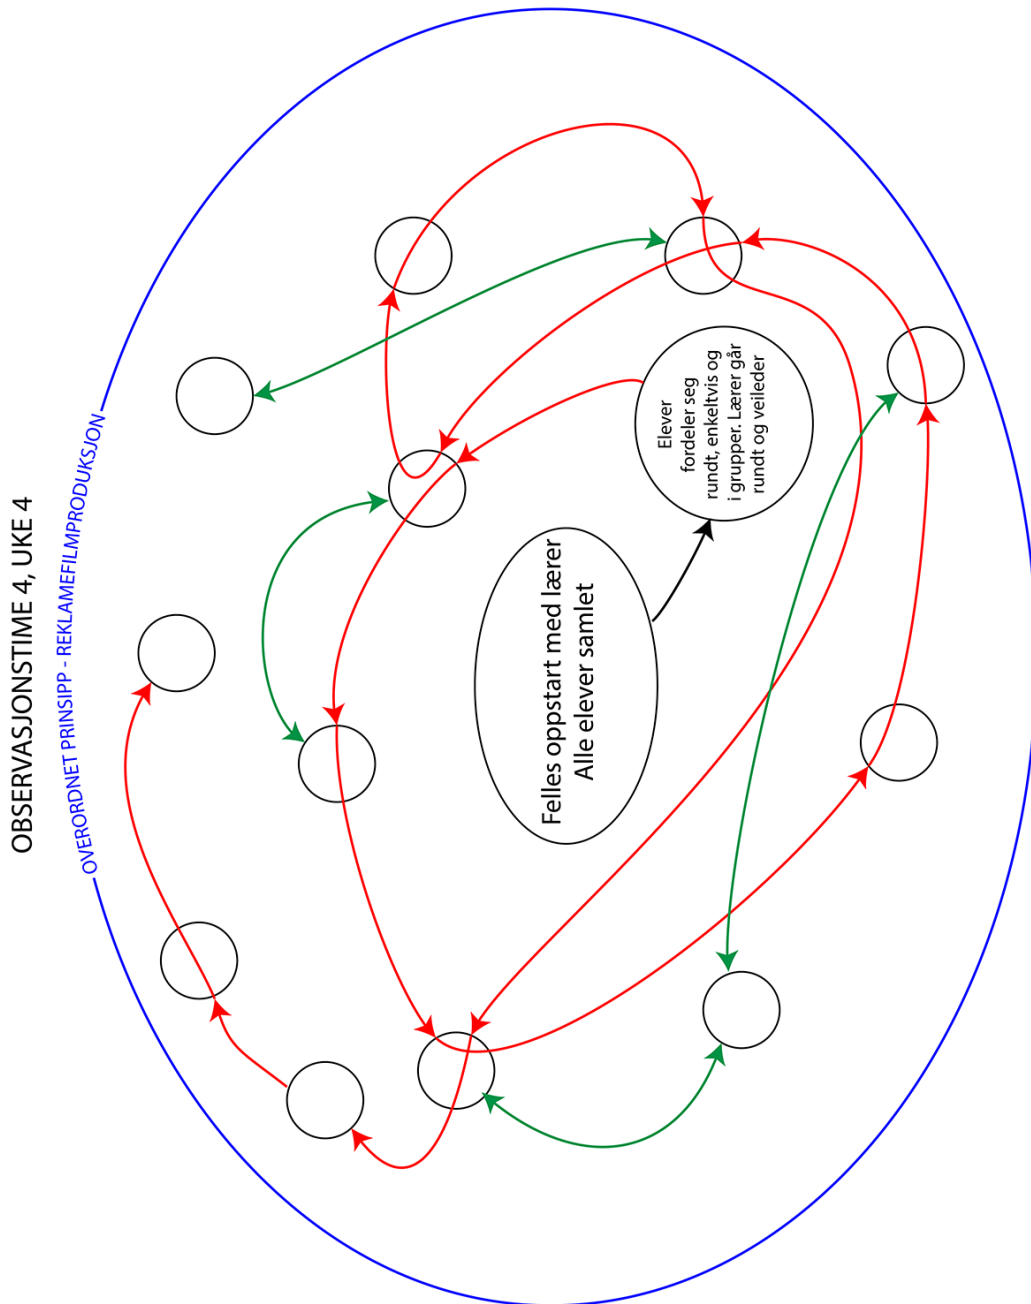 OBSERVASJONSTIME 4, UKE 4
OVERORDNET PRINSIPP - REKLAMEFILMPRODUKSJON
Felles oppstart med lærer
Alle elever samlet
Elever
fordeler seg
rundt, enkeltvis og
i grupper. Lærer går
rundt og veileder